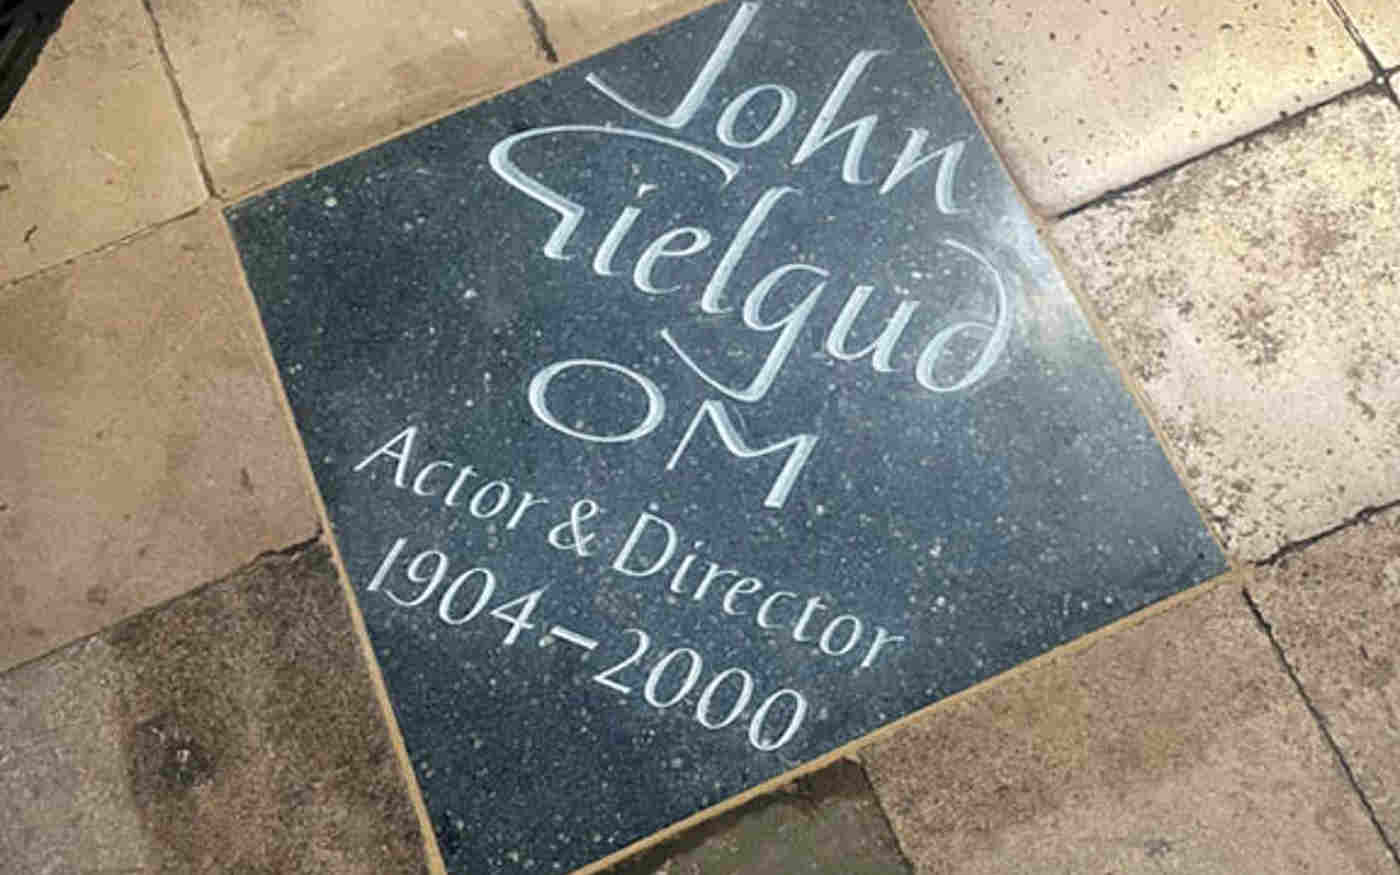 John
Gielgud
OM
Actor & Director
1904–2000